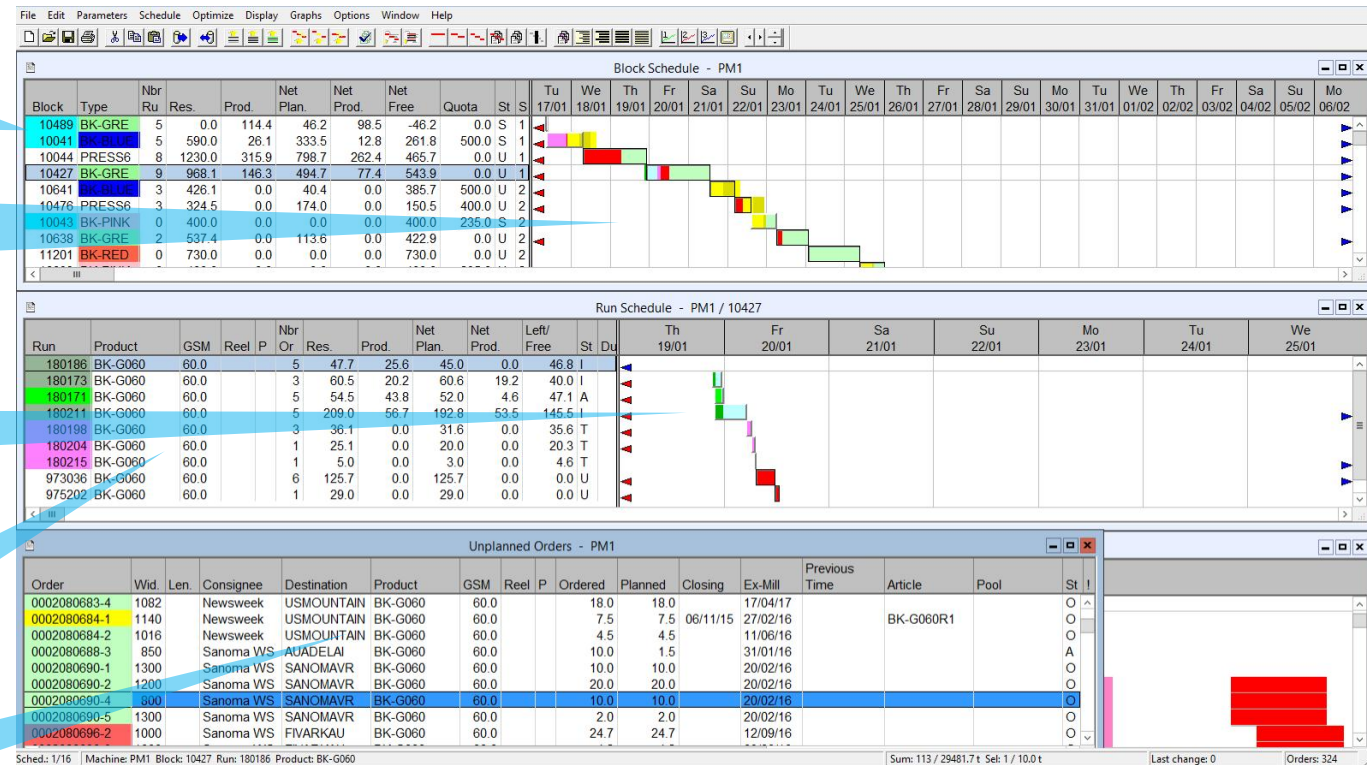 File Edit Parameters Schedule Optimize Display Graphs Options Window Help
Block Schedule - PM1
Nbr Net Net Net Tu We Th Fr Sa Su Mo Tu We Th Fr Sa Su Mo Tu We Th Fr Sa Su Mo
Block Type Ru Res. Prod. Plan. Prod. Free Quota St S 17/01 18/01 19/01 20/01 21/01 22/01 23/01 24/01 25/01 26/01 27/01 28/01 29/01 30/01 31/01 01/02 02/02 03/02 04/02 05/02 06/02
10489 BK-GRE 5 0.0 114.4 46.2 98.5 -46.2 0.0 S 1
10041 BK-BLUE 5 590.0 26.1 333.5 12.8 261.8 500.0 S 1
10044 PRESS6 8 1230.0 315.9 798.7 262.4 465.7 0.0 U 1
10427 BK-GRE 9 968.1 146.3 494.7 77.4 543.9 0.0 U 1
10641 BK-BLUE 3 426.1 0.0 40.4 0.0 385.7 500.0 U 2
10476 PRESS6 3 324.5 0.0 174.0 0.0 150.5 400.0 U 2
10043 BK-PINK 0 400.0 0.0 0.0 0.0 400.0 235.0 S 2
10638 BK-GRE 2 537.4 0.0 113.6 0.0 422.9 0.0 U 2
11201 BK-RED 0 730.0 0.0 0.0 0.0 730.0 0.0 U 2
Run Schedule - PM1 / 10427
Nbr Net Net Left/ Th Fr Sa Su Mo Tu We
Run Product GSM Reel P Or Res. Prod. Plan. Prod. Free St Du 19/01 20/01 21/01 22/01 23/01 24/01 25/01
180186 BK-G060 60.0 5 47.7 25.6 45.0 0.0 46.8 I
180173 BK-G060 60.0 3 60.5 20.2 60.6 19.2 40.0 I
180171 BK-G060 60.0 5 54.5 43.8 52.0 4.6 47.1 A
180211 BK-G060 60.0 5 209.0 56.7 192.8 53.5 145.5 I
180198 BK-G060 60.0 3 36.1 0.0 31.6 0.0 35.6 T
180204 BK-G060 60.0 1 25.1 0.0 20.0 0.0 20.3 T
180215 BK-G060 60.0 1 5.0 0.0 3.0 0.0 4.6 T
973036 BK-G060 60.0 6 125.7 0.0 125.7 0.0 0.0 U
975202 BK-G060 60.0 1 29.0 0.0 29.0 0.0 0.0 U
Unplanned Orders - PM1
Previous
Order Wid. Len. Consignee Destination Product GSM Reel P Ordered Planned Closing Ex-Mill Time Article Pool St !
0002080683-4 1082 Newsweek USMOUNTAIN BK-G060 60.0 18.0 18.0 17/04/17 O
0002080684-1 1140 Newsweek USMOUNTAIN BK-G060 60.0 7.5 7.5 06/11/15 27/02/16 BK-G060R1 O
0002080684-2 1016 Newsweek USMOUNTAIN BK-G060 60.0 4.5 4.5 11/06/16 O
0002080688-3 850 Sanoma WS AUADELAI BK-G060 60.0 10.0 1.5 31/01/16 A
0002080690-1 1300 Sanoma WS SANOMAVR BK-G060 60.0 10.0 10.0 20/02/16 O
0002080690-2 1200 Sanoma WS SANOMAVR BK-G060 60.0 20.0 20.0 20/02/16 O
0002080690-4 800 Sanoma WS SANOMAVR BK-G060 60.0 10.0 10.0 20/02/16 O
0002080690-5 1300 Sanoma WS SANOMAVR BK-G060 60.0 2.0 2.0 20/02/16 O
0002080696-2 1000 Sanoma WS FIVARKAU BK-G060 60.0 24.7 24.7 12/09/16 O
Sched.: 1/16 Machine: PM1 Block: 10427 Run: 180186 Product: BK-G060 Sum: 113 / 29481.7 t Sel: 1 / 10.0 t Last change: 0 Orders: 324